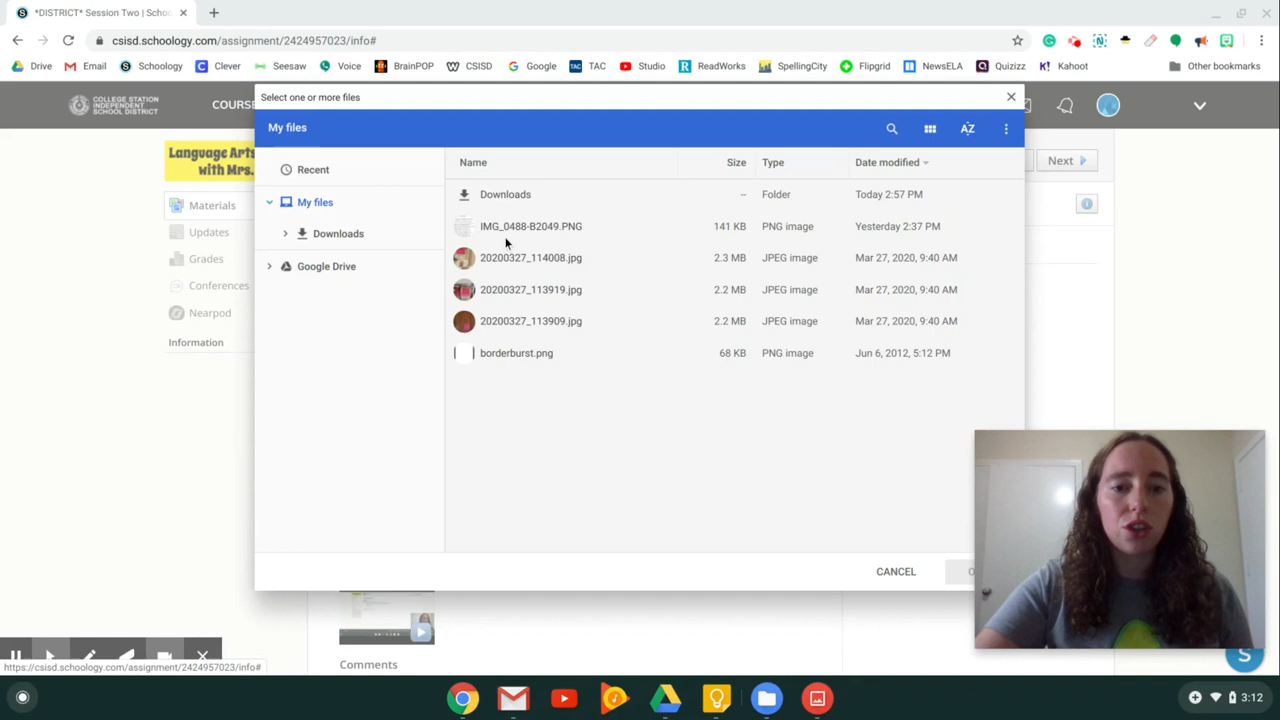 *DISTRICT* Session Two | Scho
csisd.schoology.com/assignment/2424957023/info#
Drive Email Schoology Clever Seesaw Voice BrainPOP CSISD Google TAC Studio ReadWorks SpellingCity Flipgrid NewsELA Quizizz Kahoot Other bookmarks
COLLEGE STATION
INDEPENDENT
SCHOOL DISTRICT
COURS
Select one or more files
My files
Language Arts
with Mrs.
Next
Materials
Updates
Grades
Conferences
Nearpod
Information
Recent
My files
Downloads
Google Drive
Name Size Type Date modified
Downloads -- Folder Today 2:57 PM
IMG_0488-B2049.PNG 141 KB PNG image Yesterday 2:37 PM
20200327_114008.jpg 2.3 MB JPEG image Mar 27, 2020, 9:40 AM
20200327_113919.jpg 2.2 MB JPEG image Mar 27, 2020, 9:40 AM
20200327_113909.jpg 2.2 MB JPEG image Mar 27, 2020, 9:40 AM
borderburst.png 68 KB PNG image Jun 6, 2012, 5:12 PM
CANCEL O
Comments
https://csisd.schoology.com/assignment/2424957023/info#
S
3:12